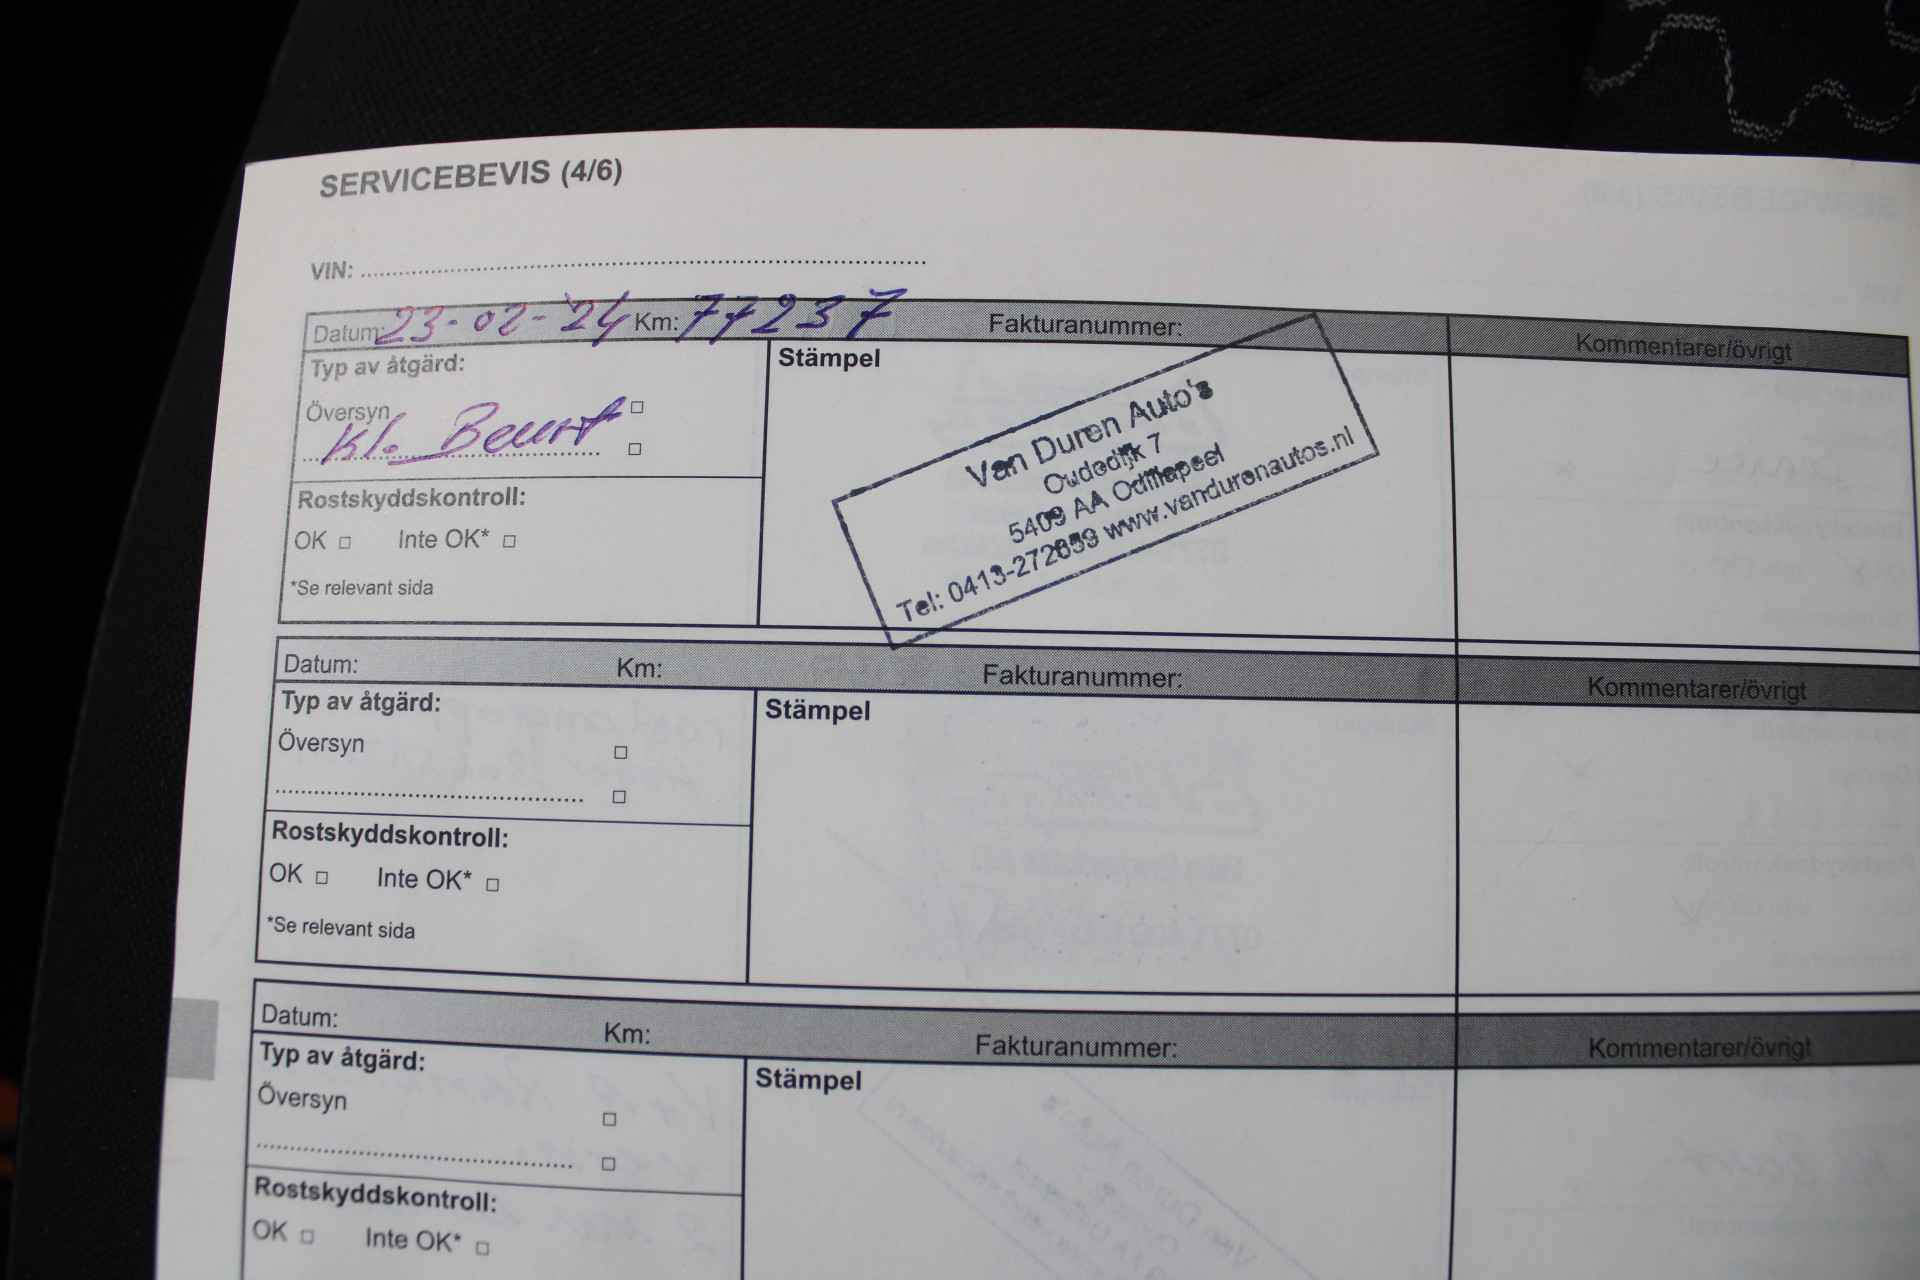 SERVICEBEVIS (4/6)
VIN:
Datum: 23-02-'24 Km: 77237 Fakturanummer: Kommentarer/övrigt
Typ av åtgärd:
Översyn
Kl. Beurt
Rostskyddskontroll:
OK Inte OK*
*Se relevant sida
Stämpel
Van Duren Auto's
Oudedijk 7
5409 AA Odiliapeel
Tel: 0413-272659 www.vandurenautos.nl
Datum: Km: Fakturanummer: Kommentarer/övrigt
Typ av åtgärd:
Översyn
Rostskyddskontroll:
OK Inte OK*
*Se relevant sida
Stämpel
Datum: Km: Fakturanummer: Kommentarer/övrigt
Typ av åtgärd:
Översyn
Rostskyddskontroll:
OK Inte OK*
Stämpel